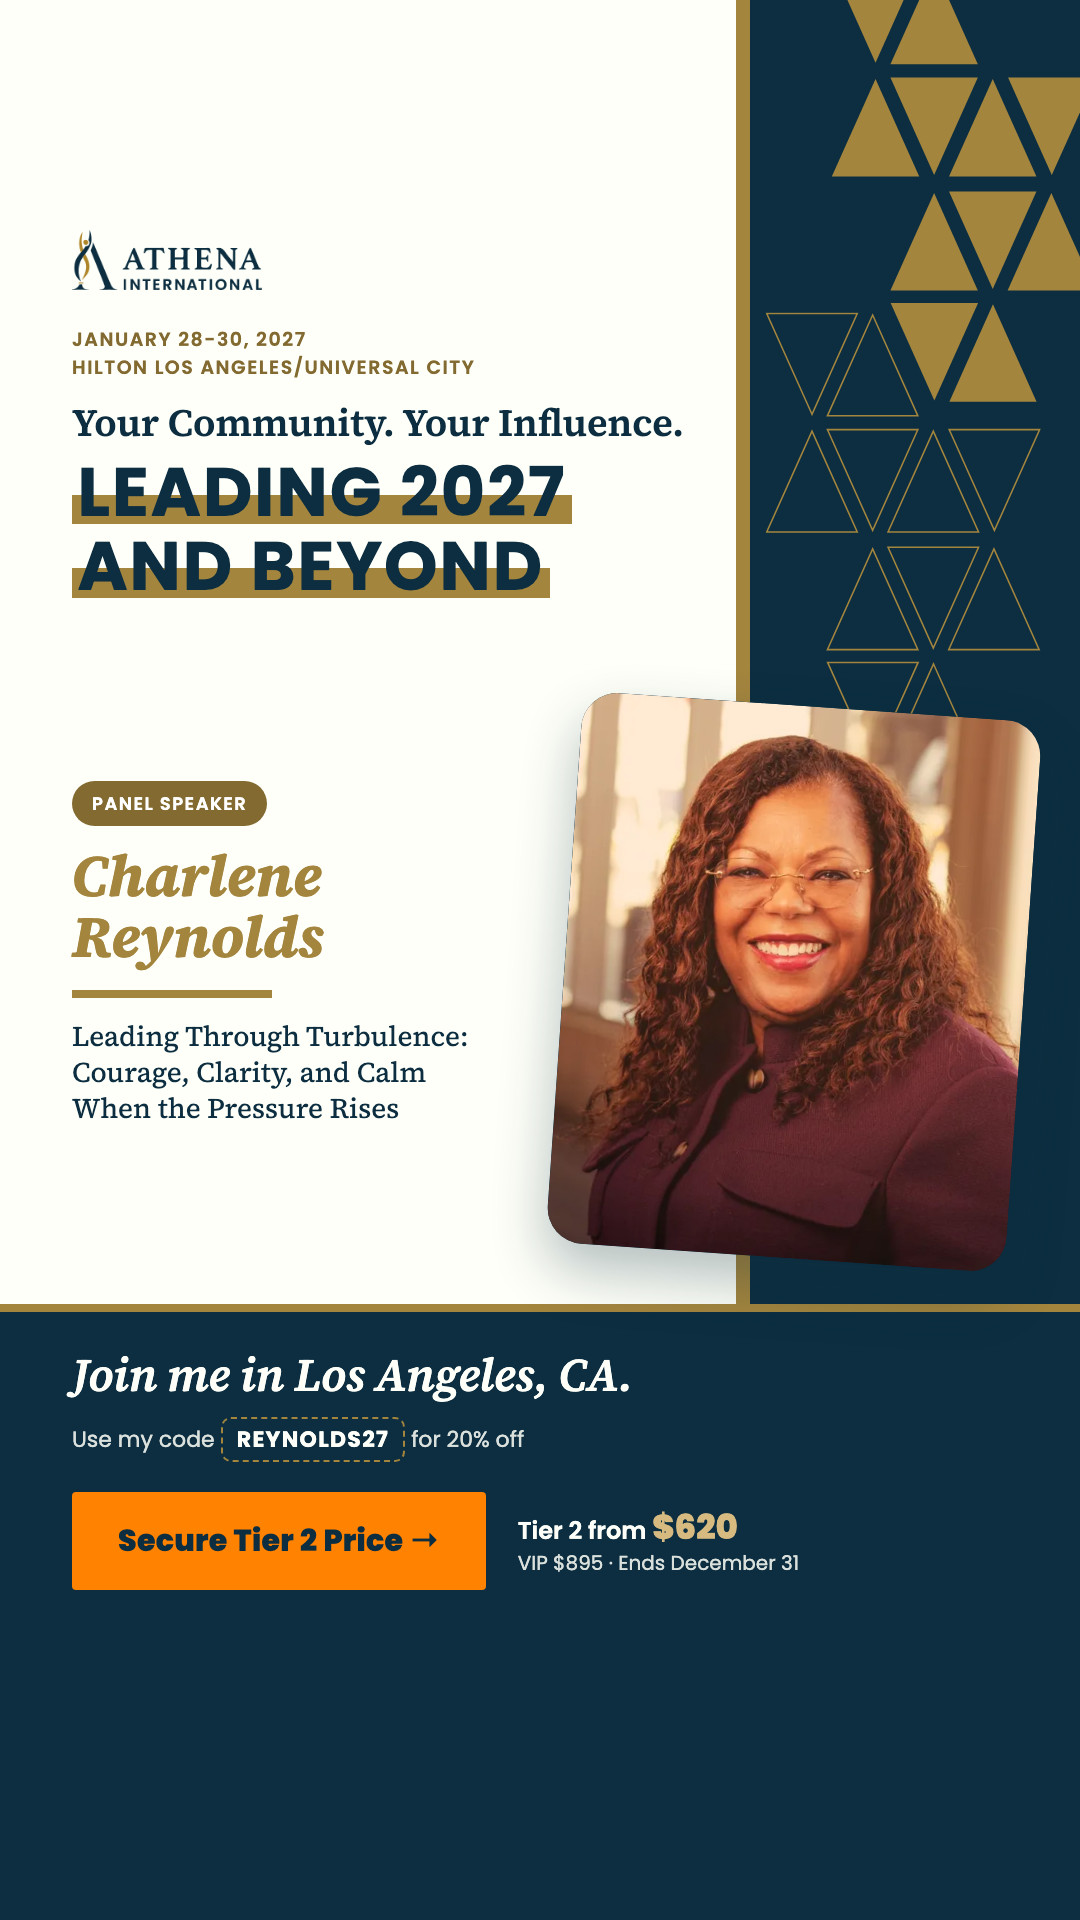 ATHENA
INTERNATIONAL
JANUARY 28-30, 2027
HILTON LOS ANGELES/UNIVERSAL CITY
Your Community. Your Influence.
LEADING 2027
AND BEYOND
PANEL SPEAKER
Charlene
Reynolds
Leading Through Turbulence:
Courage, Clarity, and Calm
When the Pressure Rises
Join me in Los Angeles, CA.
Use my code REYNOLDS27 for 20% off
Secure Tier 2 Price →
Tier 2 from $620
VIP $895 · Ends December 31